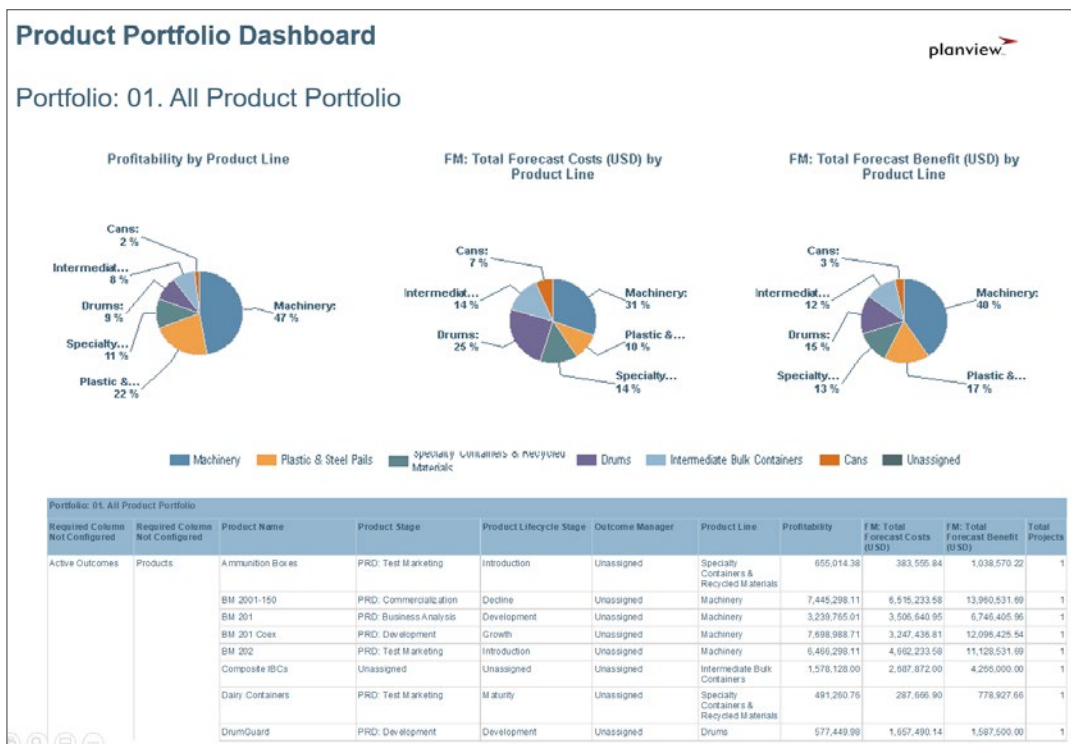 Product Portfolio Dashboard
planview
Portfolio: 01. All Product Portfolio
Profitability by Product Line
Cans:
2 %
Intermediat...
8 %
Drums:
9 %
Specialty...
11 %
Plastic &...
22 %
Machinery:
47 %
FM: Total Forecast Costs (USD) by
Product Line
Cans:
7 %
Intermediat...
14 %
Drums:
25 %
Machinery:
31 %
Plastic &...
10 %
Specialty...
14 %
FM: Total Forecast Benefit (USD) by
Product Line
Cans:
3 %
Intermediat...
12 %
Drums:
15 %
Specialty...
13 %
Machinery:
40 %
Plastic &...
17 %
Machinery
Plastic & Steel Pails
Specialty Containers & Recycled
Materials
Drums
Intermediate Bulk Containers
Cans
Unassigned
Portfolio: 01. All Product Portfolio
Required Column Not Configured Required Column Not Configured Product Name Product Stage Product Lifecycle Stage Outcome Manager Product Line Profitability FM: Total Forecast Costs (USD) FM: Total Forecast Benefit (USD) Total Projects
Active Outcomes Products Ammunition Boxes PRD: Test Marketing Introduction Unassigned Specialty Containers & Recycled Materials 655,014.38 383,555.84 1,038,570.22 1
BM 2001-150 PRD: Commercialization Decline Unassigned Machinery 7,445,298.11 6,515,233.58 13,960,531.69 1
BM 201 PRD: Business Analysis Development Unassigned Machinery 3,239,765.01 3,506,640.95 6,746,405.96 1
BM 201 Coex PRD: Development Growth Unassigned Machinery 7,698,988.71 3,247,436.81 12,096,425.54 1
BM 202 PRD: Test Marketing Introduction Unassigned Machinery 6,466,298.11 4,662,233.58 11,128,531.69 1
Composite IBCs Unassigned Unassigned Unassigned Intermediate Bulk Containers 1,578,128.00 2,687,872.00 4,266,000.00 1
Dairy Containers PRD: Test Marketing Maturity Unassigned Specialty Containers & Recycled Materials 491,260.76 287,666.90 778,927.66 1
DrumGuard PRD: Development Development Unassigned Drums 577,449.98 1,657,490.14 1,587,500.00 1